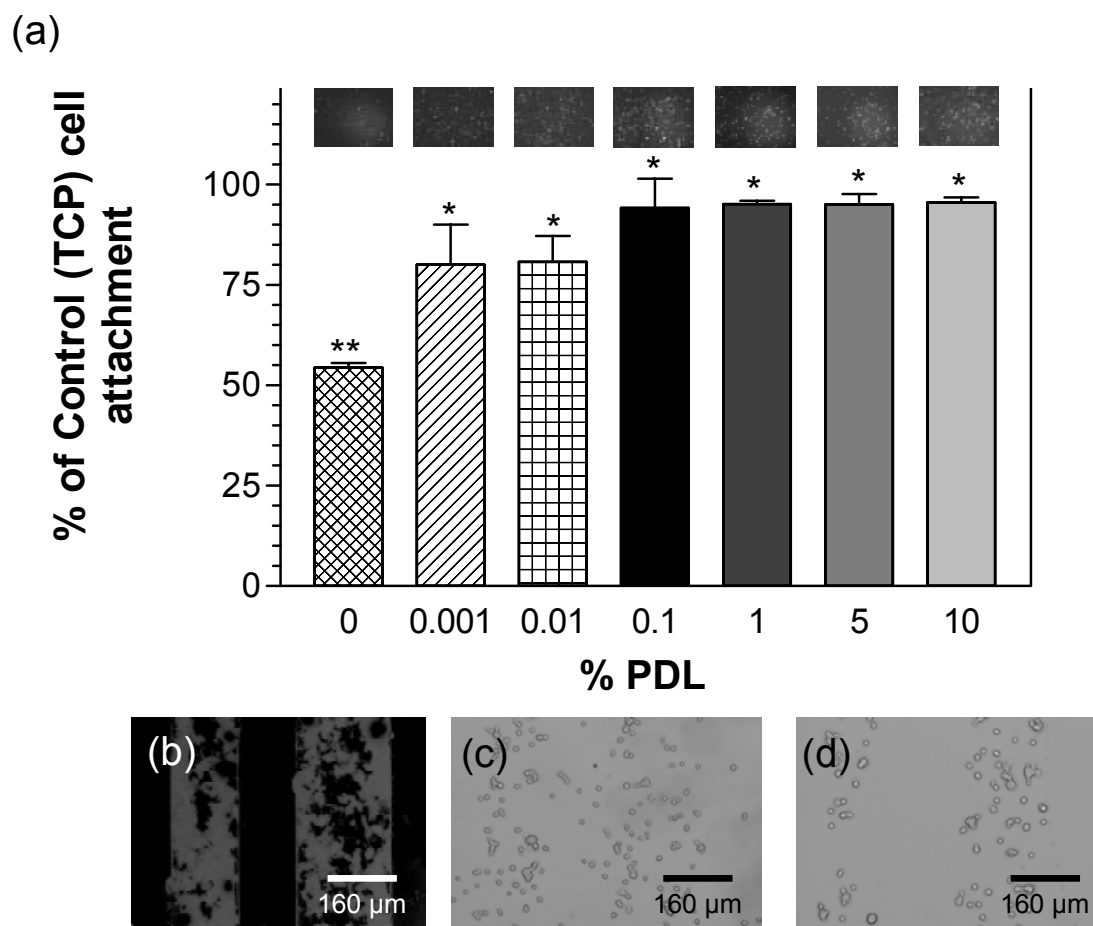 (a)
% of Control (TCP) cell
attachment
100
75
50
25
0
**
*
*
*
*
*
*
0 0.001 0.01 0.1 1 5 10
% PDL
(b) (c) (d)
160 µm 160 µm 160 µm